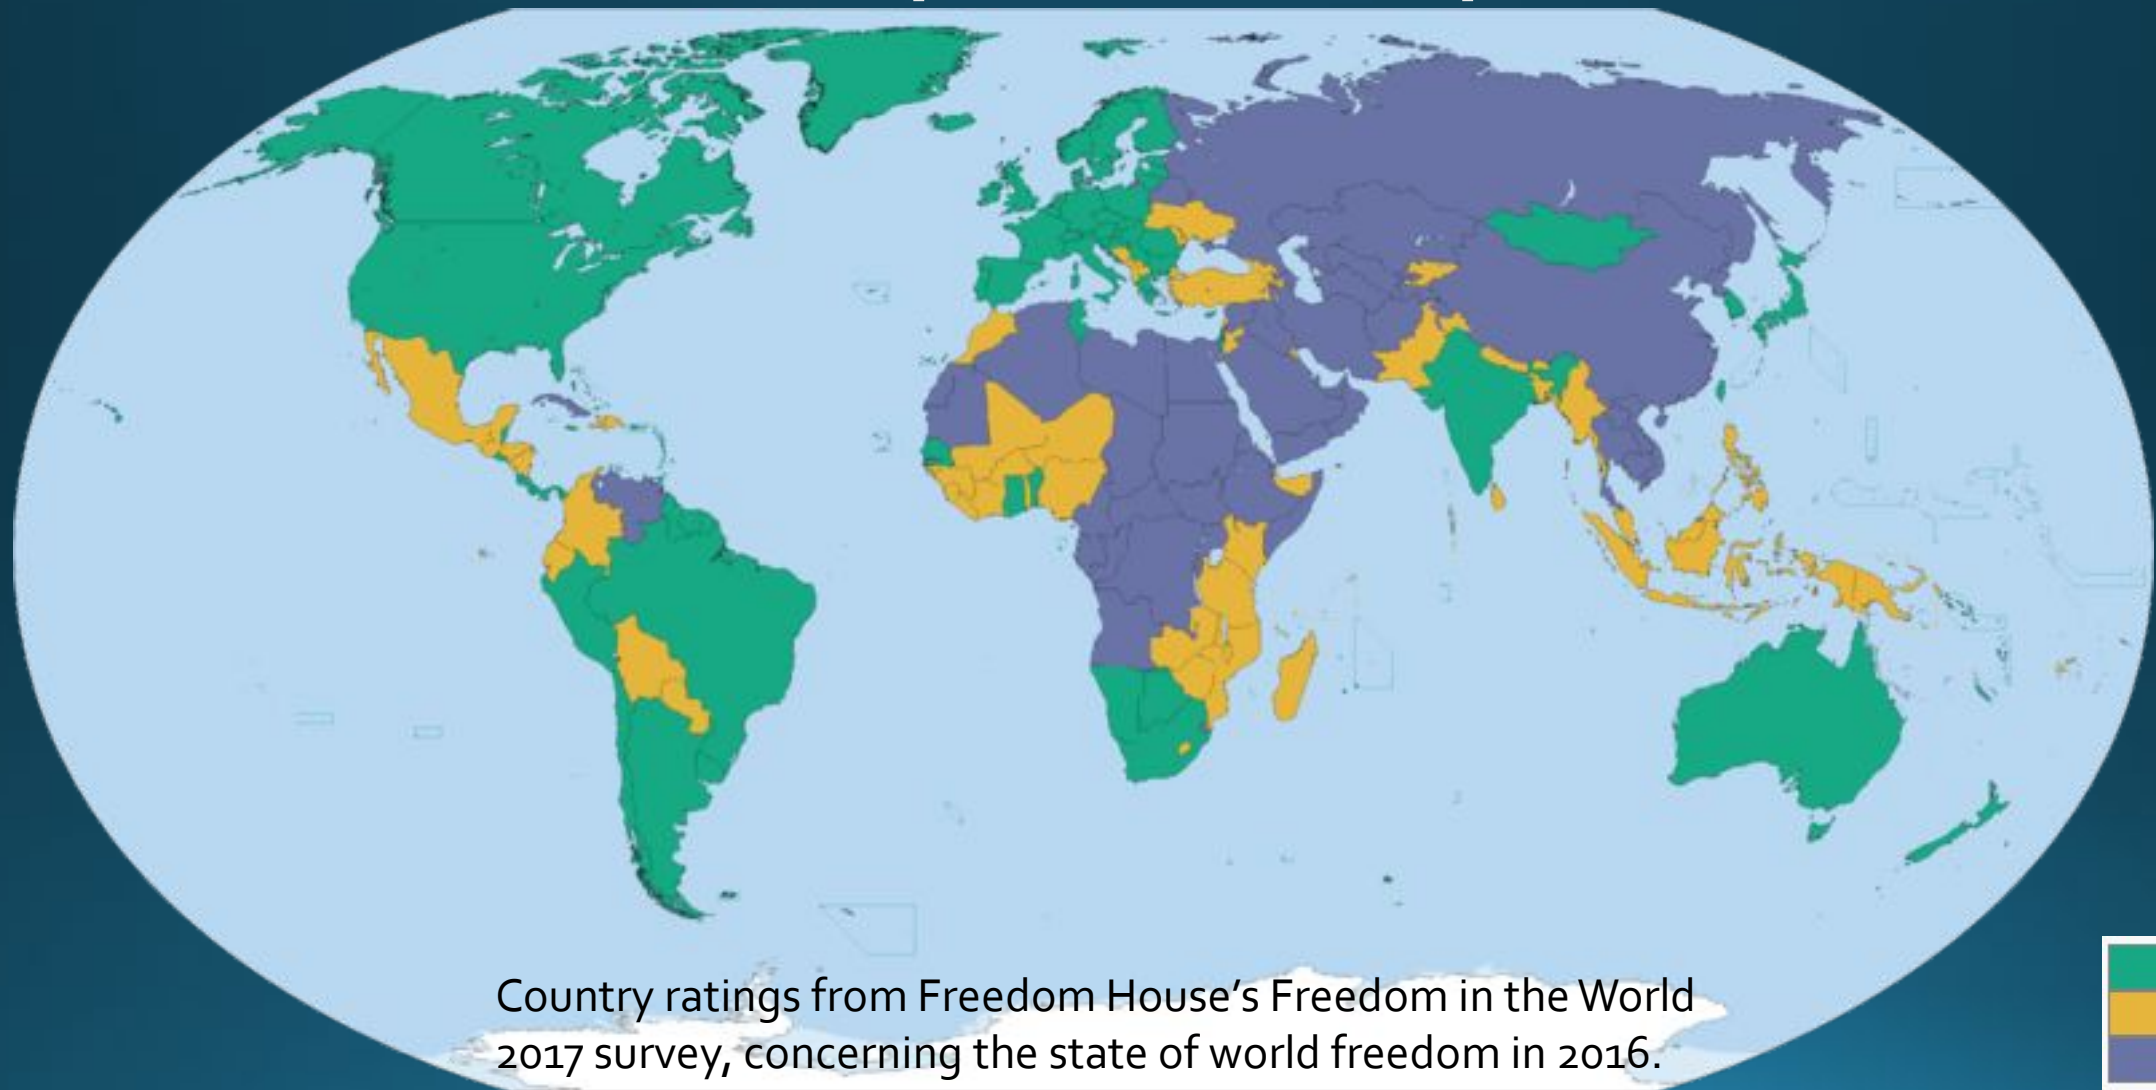 Country ratings from Freedom House’s Freedom in the World
2017 survey, concerning the state of world freedom in 2016.